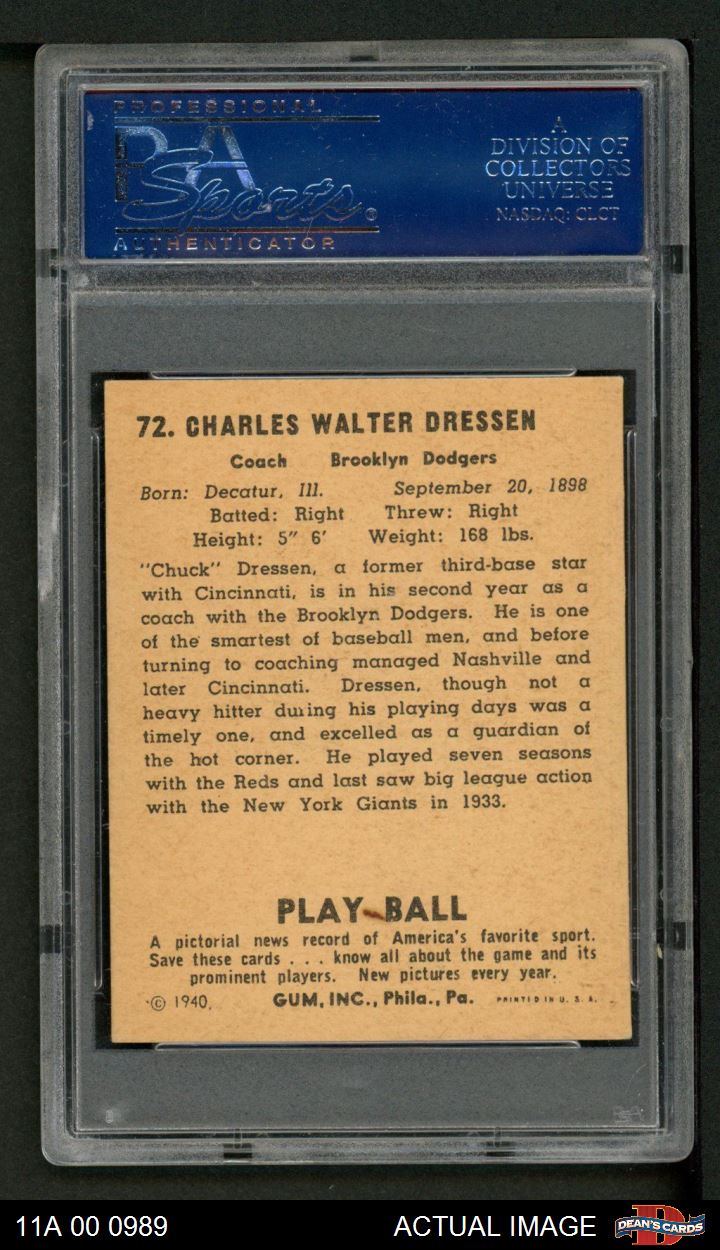 PROFESSIONAL
PSA
Sports®
AUTHENTICATOR
A
DIVISION OF
COLLECTORS
UNIVERSE
NASDAQ: CLCT
72. CHARLES WALTER DRESSEN
Coach Brooklyn Dodgers
Born: Decatur, Ill. September 20, 1898
Batted: Right Threw: Right
Height: 5" 6' Weight: 168 lbs.
"Chuck" Dressen, a former third-base star
with Cincinnati, is in his second year as a
coach with the Brooklyn Dodgers. He is one
of the smartest of baseball men, and before
turning to coaching managed Nashville and
later Cincinnati. Dressen, though not a
heavy hitter during his playing days was a
timely one, and excelled as a guardian of
the hot corner. He played seven seasons
with the Reds and last saw big league action
with the New York Giants in 1933.
PLAY BALL
A pictorial news record of America's favorite sport.
Save these cards . . . know all about the game and its
prominent players. New pictures every year.
© 1940, GUM, INC., Phila., Pa. PRINTED IN U. S. A.
11A 00 0989 ACTUAL IMAGE DEAN'S CARDS